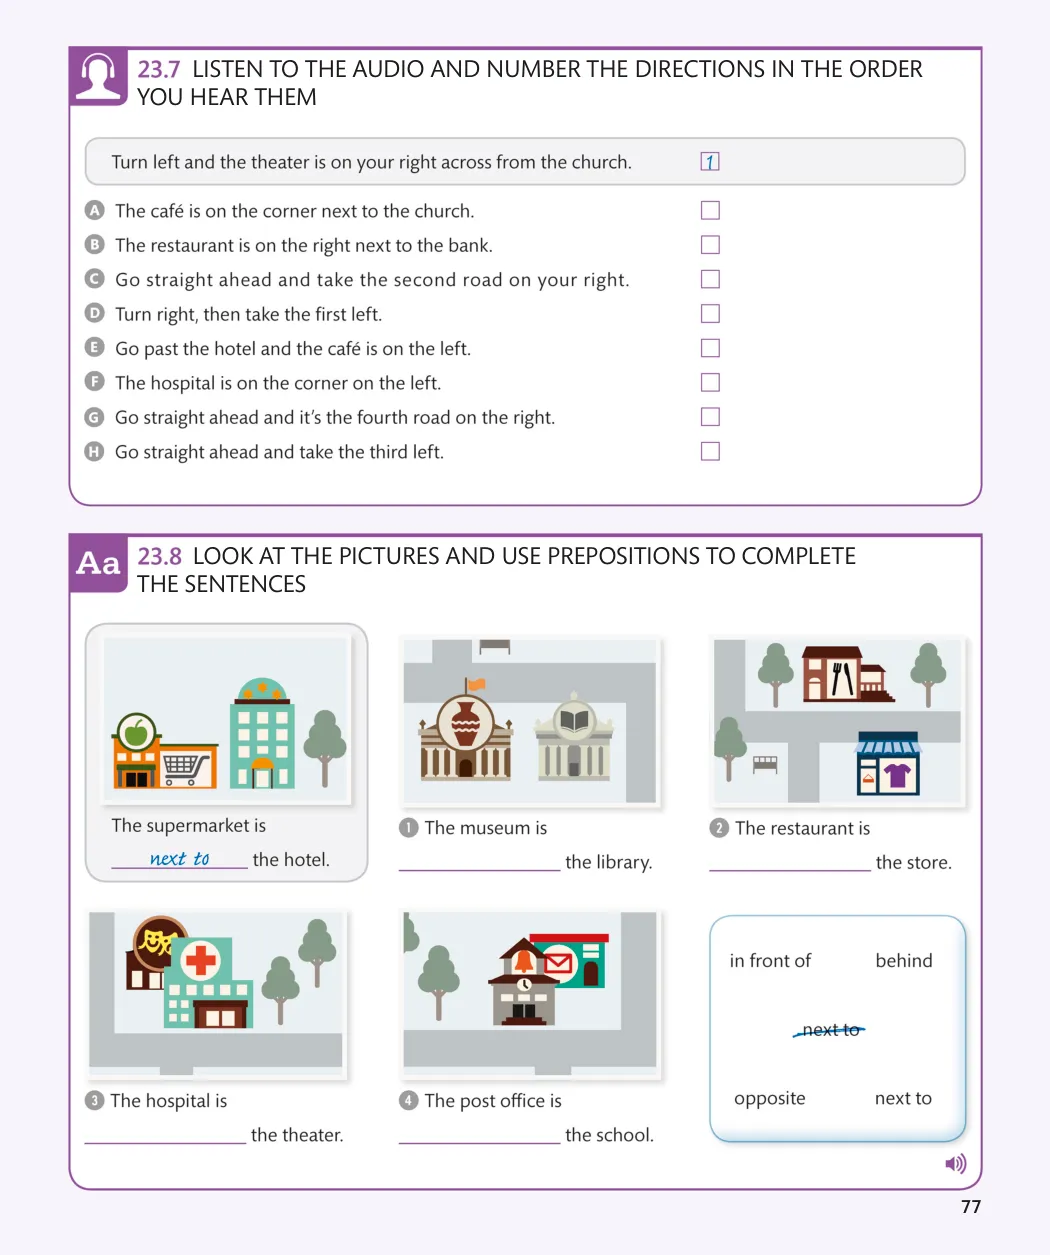 23.7 LISTEN TO THE AUDIO AND NUMBER THE DIRECTIONS IN THE ORDER
YOU HEAR THEM
Turn left and the theater is on your right across from the church. 1
A The café is on the corner next to the church.
B The restaurant is on the right next to the bank.
C Go straight ahead and take the second road on your right.
D Turn right, then take the first left.
E Go past the hotel and the café is on the left.
F The hospital is on the corner on the left.
G Go straight ahead and it’s the fourth road on the right.
H Go straight ahead and take the third left.
Aa 23.8 LOOK AT THE PICTURES AND USE PREPOSITIONS TO COMPLETE
THE SENTENCES
The supermarket is
next to the hotel.
1 The museum is
the library.
2 The restaurant is
the store.
3 The hospital is
the theater.
4 The post office is
the school.
in front of behind
next to
opposite next to
77